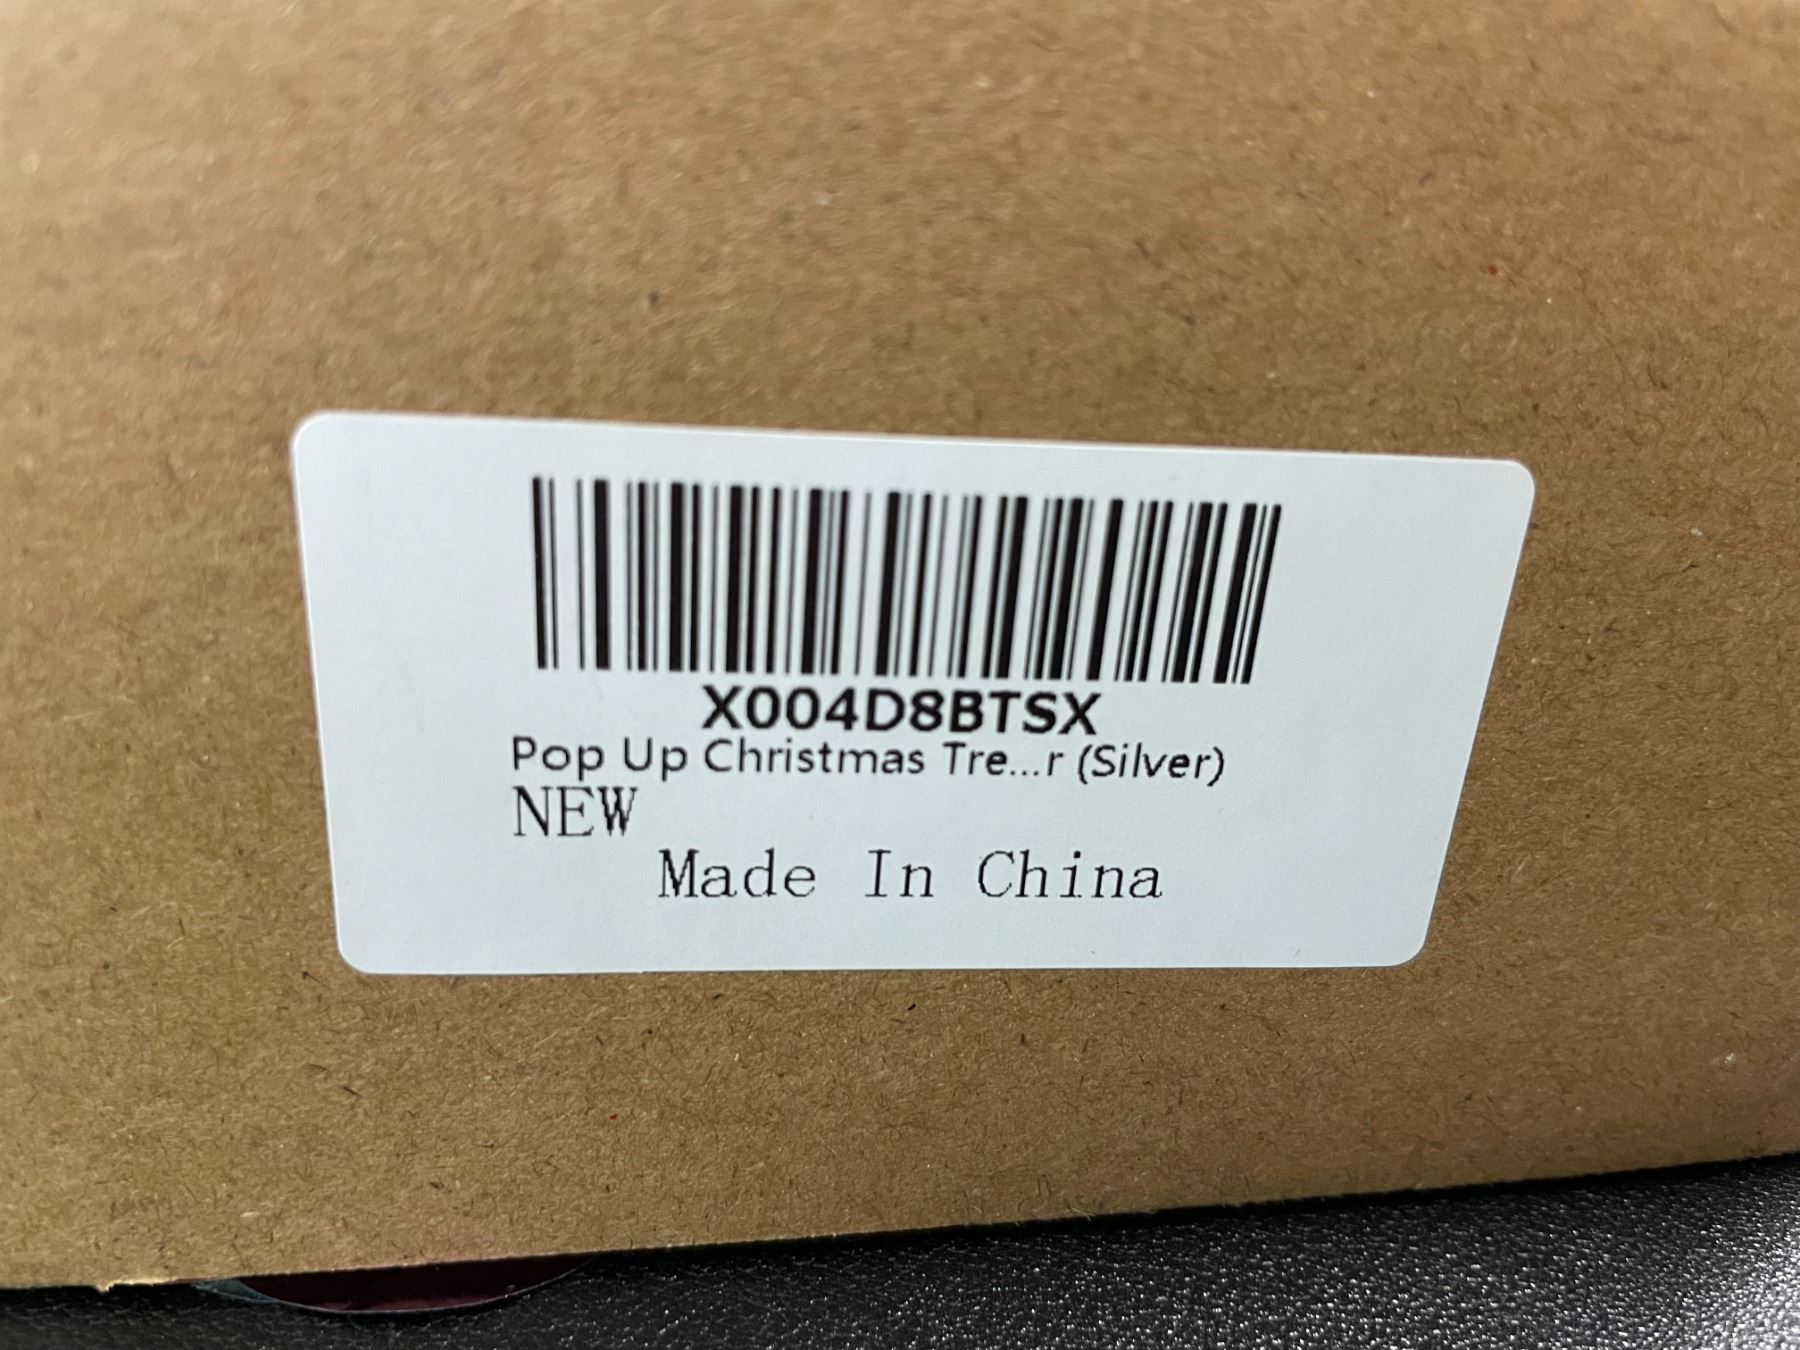 X004D8BTSX
Pop Up Christmas Tre...r (Silver)
NEW
Made In China